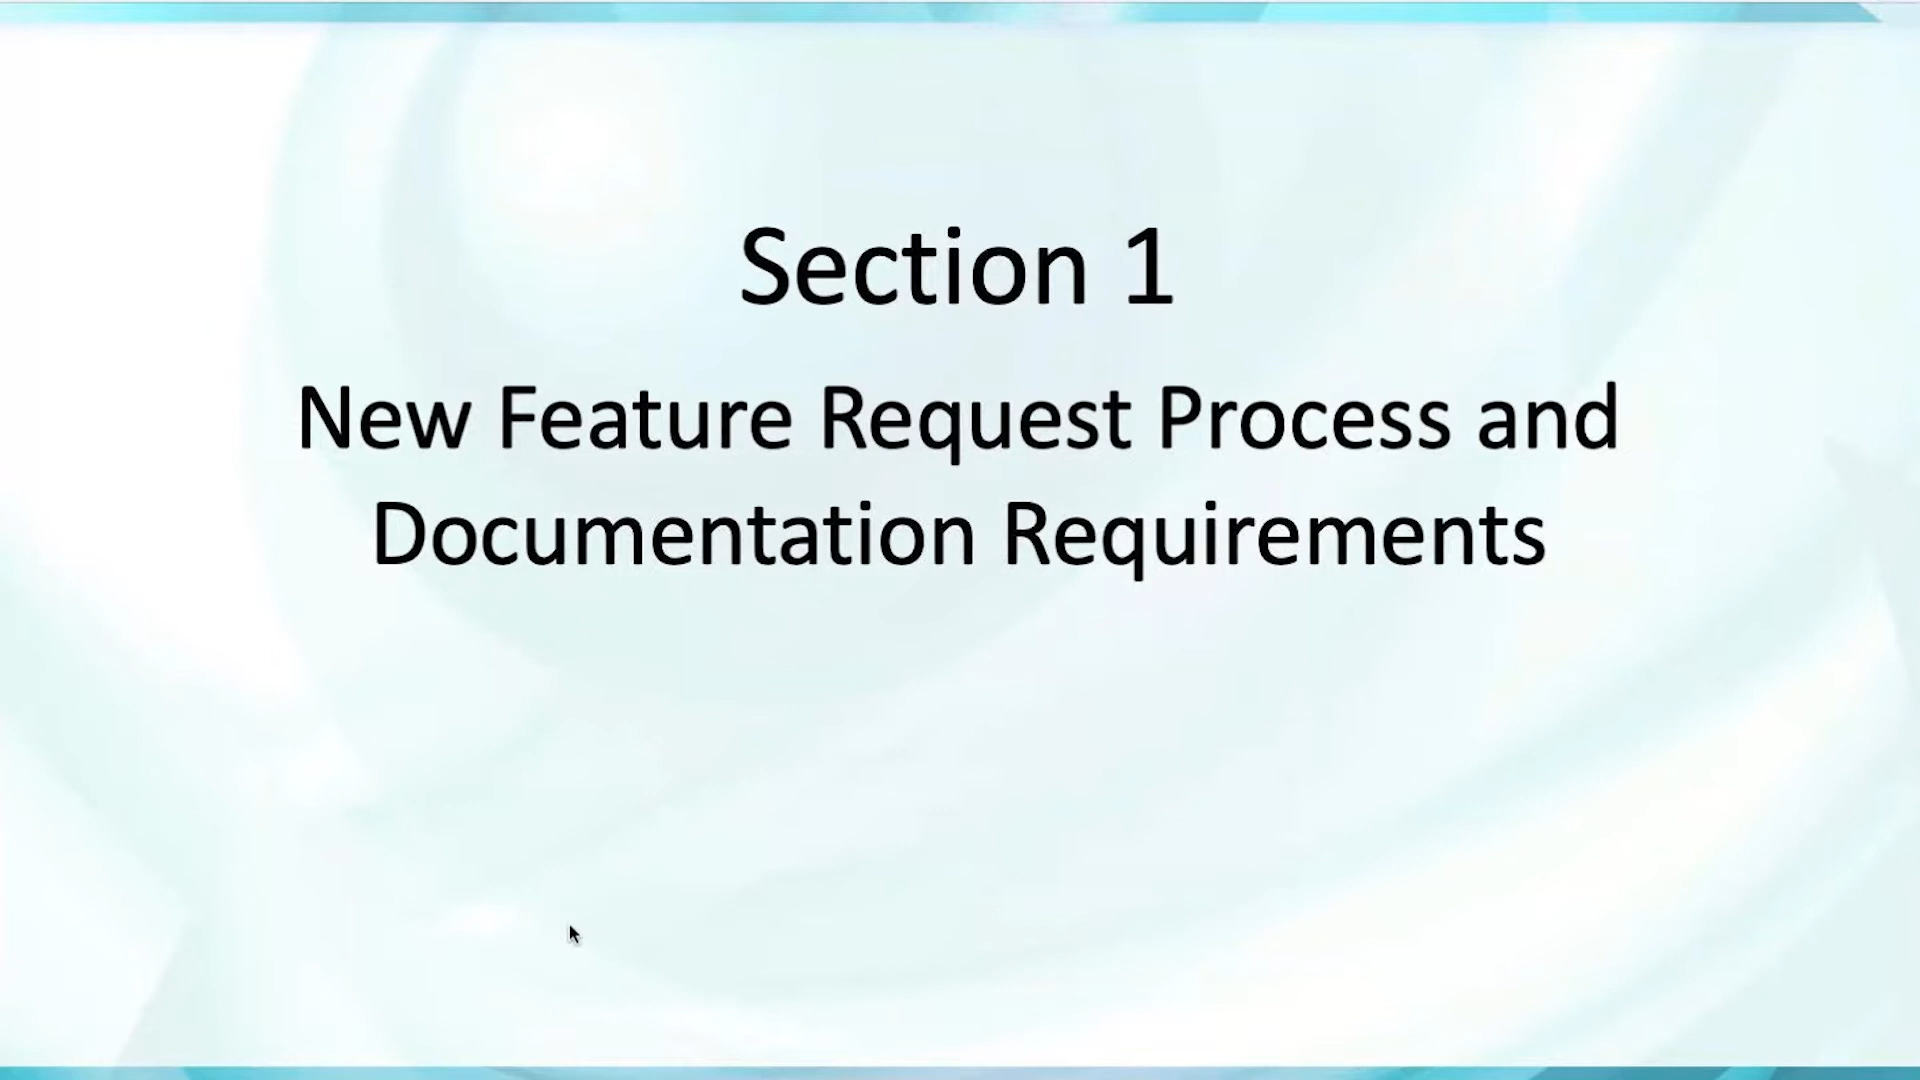 Section 1
New Feature Request Process and
Documentation Requirements